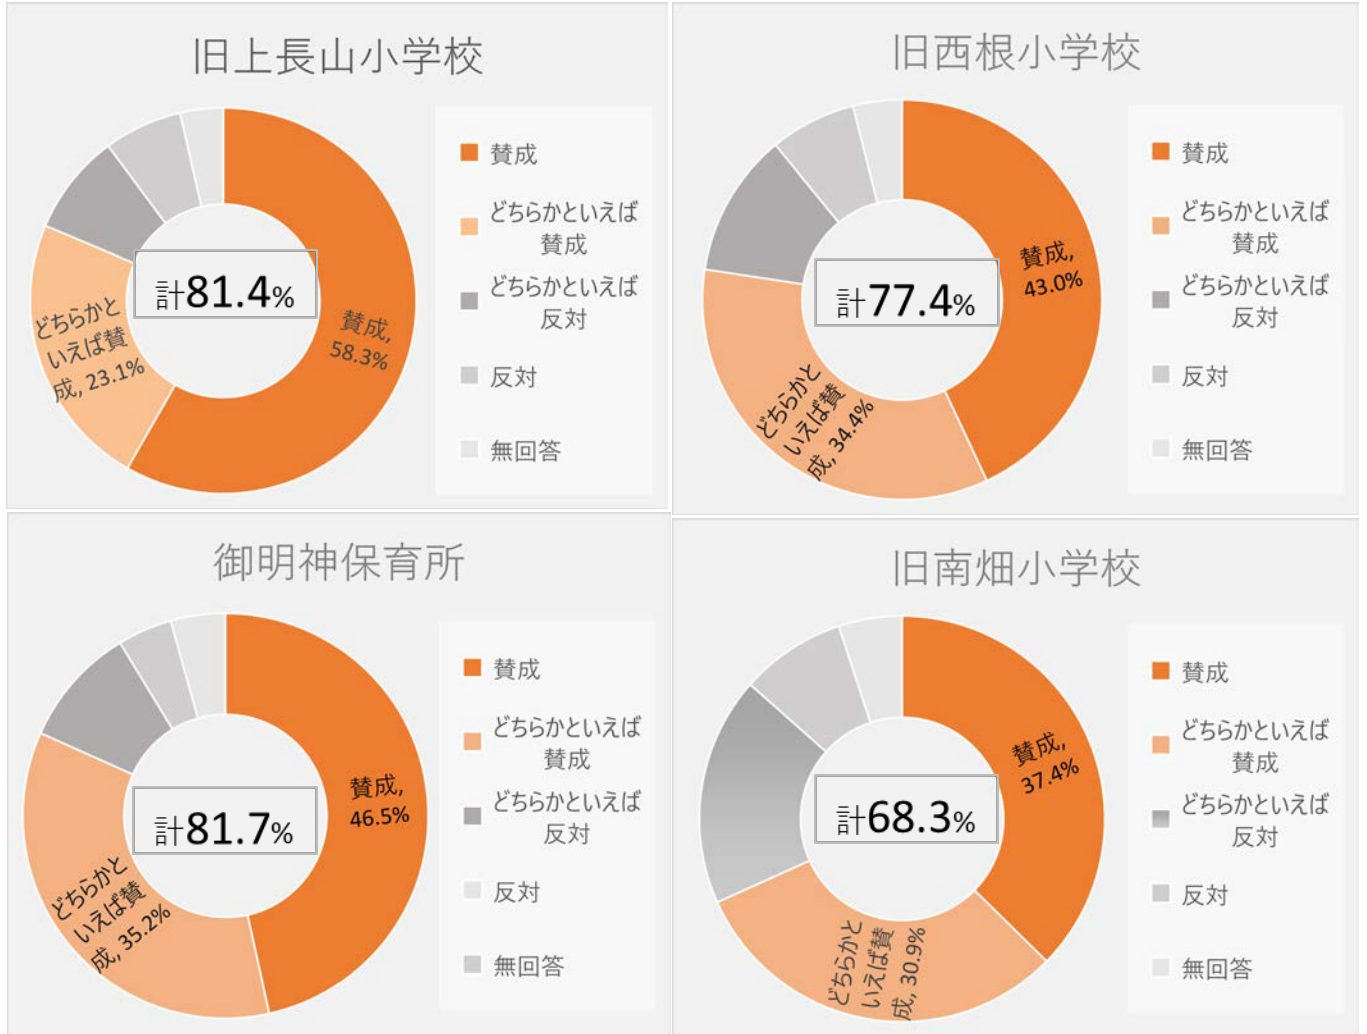 旧上長山小学校
賛成,
58.3%
どちらかと
いえば賛
成, 23.1%
計81.4%
賛成
どちらかといえば
賛成
どちらかといえば
反対
反対
無回答
旧西根小学校
賛成,
43.0%
どちらかと
いえば賛
成, 34.4%
計77.4%
賛成
どちらかといえば
賛成
どちらかといえば
反対
反対
無回答
御明神保育所
賛成,
46.5%
どちらかと
いえば賛
成, 35.2%
計81.7%
賛成
どちらかといえば
賛成
どちらかといえば
反対
反対
無回答
旧南畑小学校
賛成,
37.4%
どちらかと
いえば賛
成, 30.9%
計68.3%
賛成
どちらかといえば
賛成
どちらかといえば
反対
反対
無回答